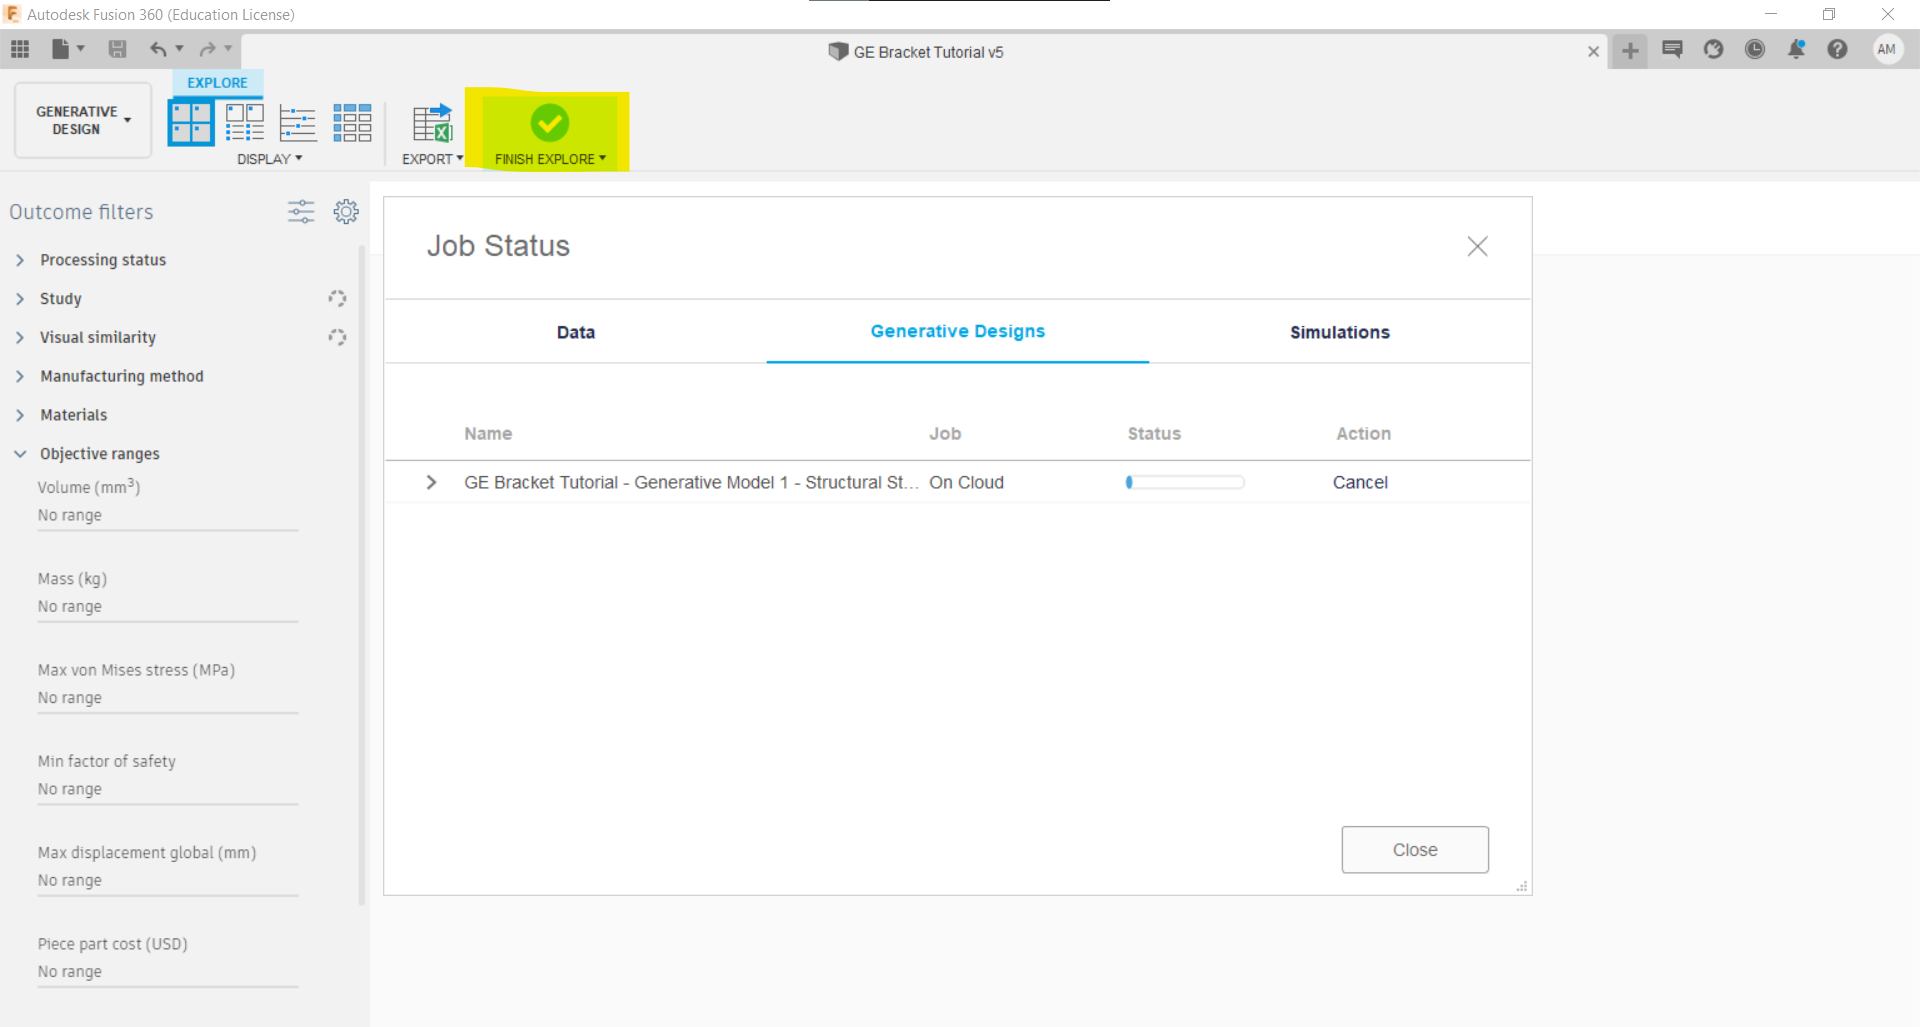 Autodesk Fusion 360 (Education License)
GE Bracket Tutorial v5
AM
GENERATIVE
DESIGN
EXPLORE
DISPLAY
EXPORT
FINISH EXPLORE
Outcome filters
Processing status
Study
Visual similarity
Manufacturing method
Materials
Objective ranges
Volume (mm³)
No range
Mass (kg)
No range
Max von Mises stress (MPa)
No range
Min factor of safety
No range
Max displacement global (mm)
No range
Piece part cost (USD)
No range
Job Status
Data Generative Designs Simulations
Name Job Status Action
GE Bracket Tutorial - Generative Model 1 - Structural St... On Cloud Cancel
Close